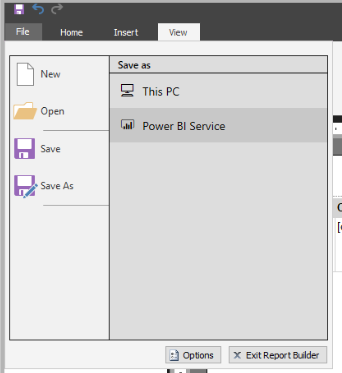 File Home Insert View
Save as
New
This PC
Open
Power BI Service
Save
Save As
Options
Exit Report Builder